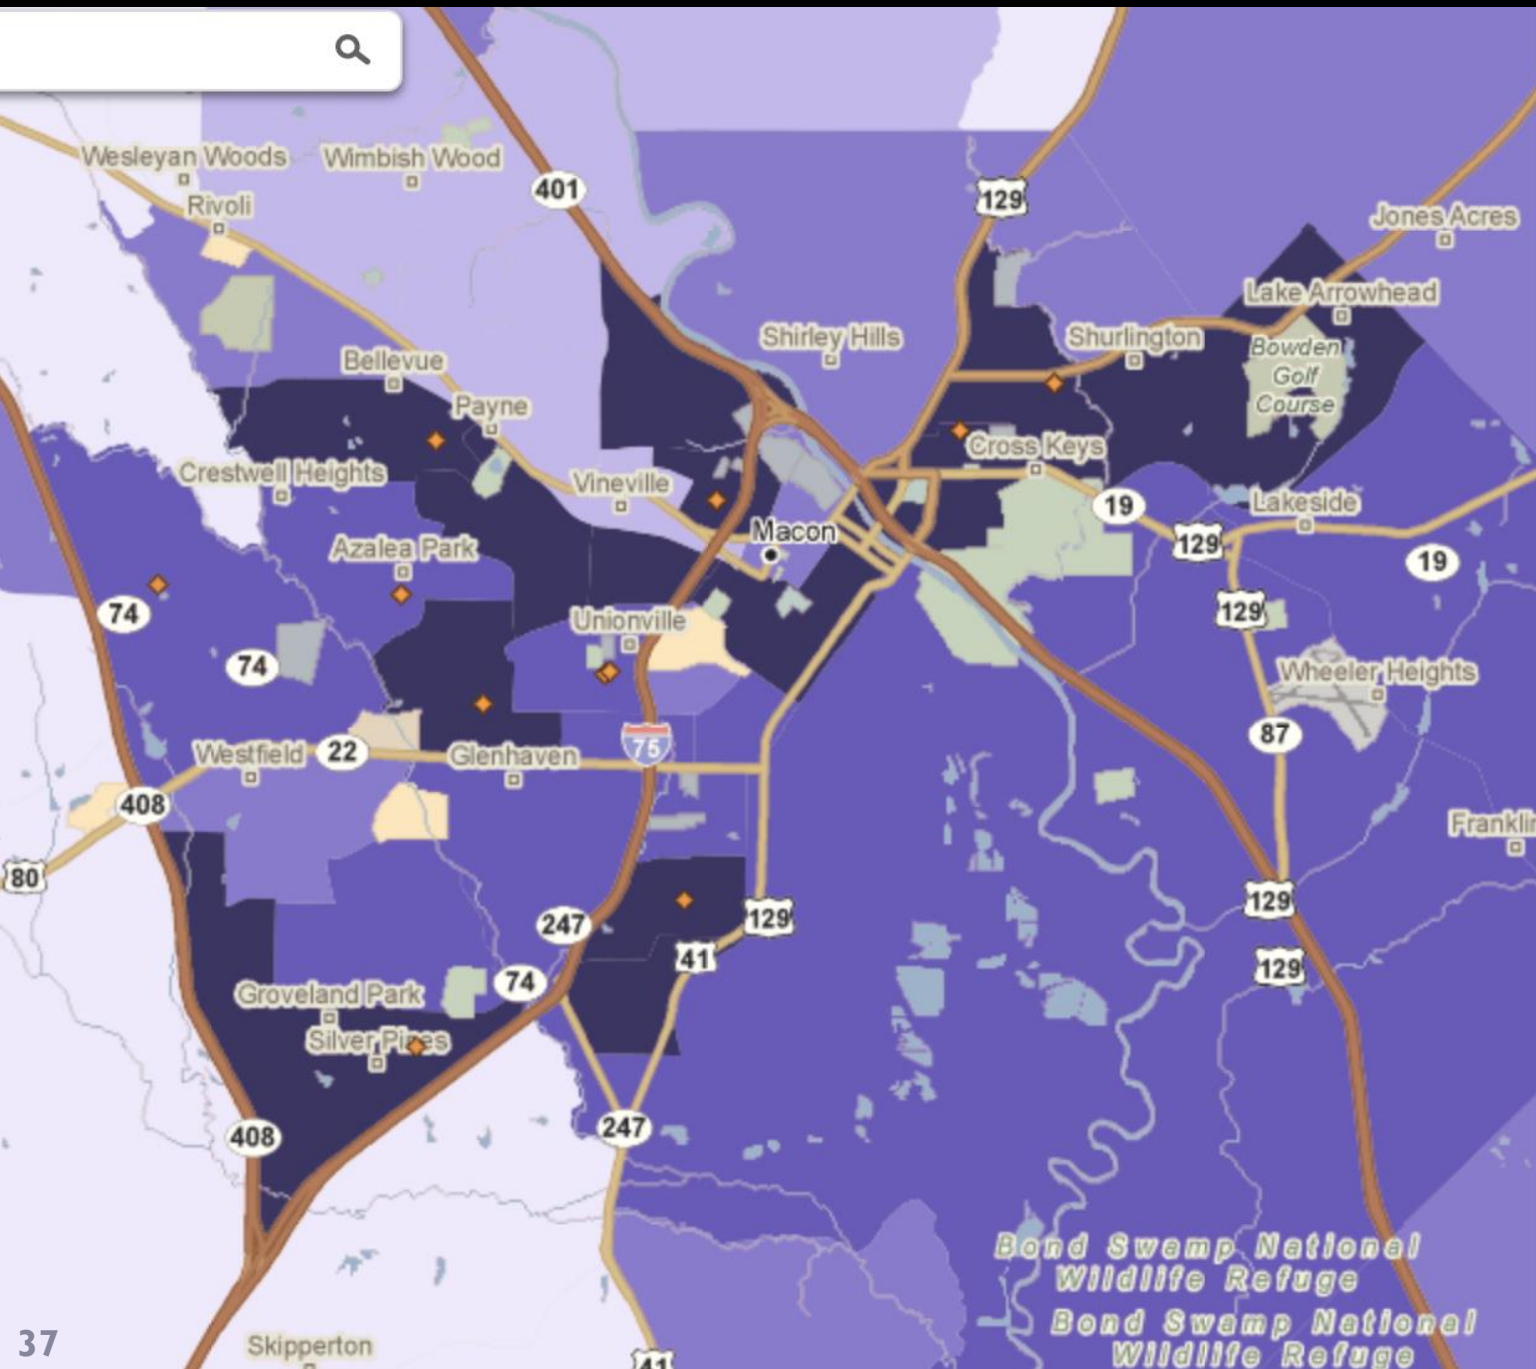 Wesleyan Woods
Wimbish Wood
401
129
Rivoli
Jones Acres
Lake Arrowhead
Shirley Hills
Shurlington
Bowden
Golf
Course
Bellevue
Payne
Cross Keys
Crestwell Heights
Vineville
19
Lakeside
Macon
129
19
Azalea Park
74
129
Unionville
74
Wheeler Heights
87
75
Westfield
22
Glenhaven
408
Franklin
80
129
129
247
41
74
129
Groveland Park
Silver Pines
408
247
Bond Swamp National
Wildlife Refuge
Bond Swamp National
Wildlife Refuge
37
Skipperton
41